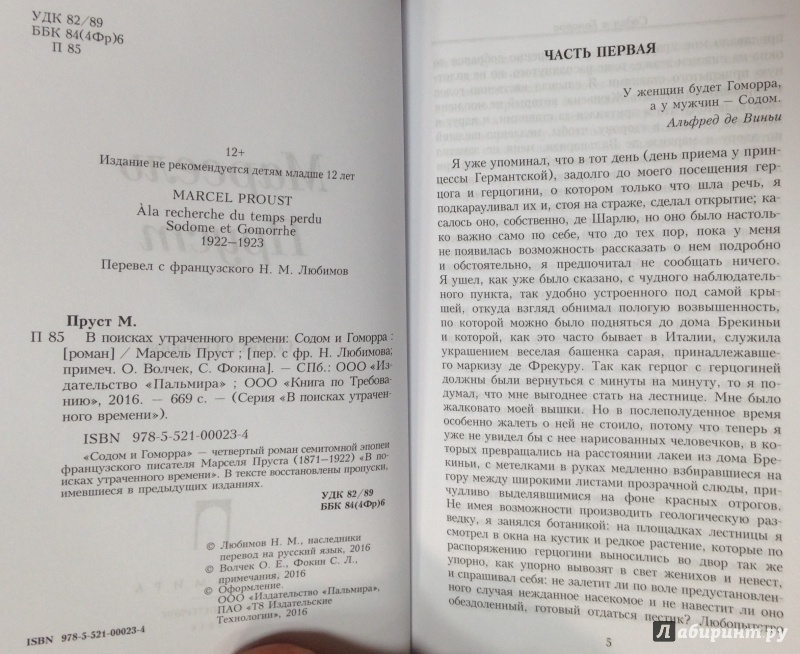 УДК 82/89
ББК 84(4Фр)6
П 85
12+
Издание не рекомендуется детям младше 12 лет
MARCEL PROUST
Àla recherche du temps perdu
Sodome et Gomorrhe
1922—1923
Перевел с французского Н. М. Любимов
Пруст М.
П 85 В поисках утраченного времени: Содом и Гоморра :
[роман] / Марсель Пруст ; [пер. с фр. Н. Любимова;
примеч. О. Волчек, С. Фокина]. — СПб.: ООО «Из-
дательство «Пальмира» ; ООО «Книга по Требова-
нию», 2016. — 669 с. — (Серия «В поисках утрачен-
ного времени»).
ISBN 978-5-521-00023-4
«Содом и Гоморра» — четвертый роман семитомной эпопеи
французского писателя Марселя Пруста (1871—1922) «В по-
исках утраченного времени». В тексте восстановлены пропуски,
имевшиеся в предыдущих изданиях.
УДК 82/89
ББК 84(4Фр)6
© Любимов Н. М., наследники
перевод на русский язык, 2016
© Волчек О. Е., Фокин С. Л.,
примечания, 2016
© Оформление.
ООО «Издательство «Пальмира»,
ПАО «Т8 Издательские
Технологии», 2016
ISBN 978-5-521-00023-4
ЧАСТЬ ПЕРВАЯ
У женщин будет Гоморра,
а у мужчин — Содом.
Альфред де Виньи
Я уже упоминал, что в тот день (день приема у прин-
цессы Германтской), задолго до моего посещения гер-
цога и герцогини, о котором только что шла речь, я
подкарауливал их и, стоя на страже, сделал открытие; ка-
салось оно, собственно, де Шарлю, но оно было настоль-
ко важно само по себе, что до тех пор, пока у меня
не появилась возможность рассказать о нем подробно
и обстоятельно, я предпочитал не сообщать ничего.
Я ушел, как уже было сказано, с чудного наблюдатель-
ного пункта, так удобно устроенного под самой кры-
шей, откуда взгляд обнимал пологую возвышенность,
по которой можно было подняться до дома Брекиньи
и которой, как это часто бывает в Италии, служила
украшением веселая башенка сарая, принадлежавше-
го маркизу де Фрекуру. Так как герцог с герцогиней
должны были вернуться с минуты на минуту, то я по-
думал, что мне выгоднее стать на лестнице. Мне было
жалковато моей вышки. Но в послеполуденное время
особенно жалеть о ней не стоило, потому что теперь я
уже не увидел бы с нее нарисованных человечков, в ко-
торых превращались на расстоянии лакеи из дома Бре-
киньи, с метелками в руках медленно взбиравшиеся на
гору между широкими листами прозрачной слюды, при-
чудливо выделявшимися на фоне красных отрогов.
Не имея возможности производить геологическую раз-
ведку, я занялся ботаникой: на площадках лестницы я
смотрел в окна на кустик и редкое растение, которые по
распоряжению герцогини выносились во двор так же
упорно, как упорно вывозят в свет женихов и невест,
и спрашивал себя: не залетит ли по воле предустановлен-
ного случая нежданное насекомое и не навестит ли оно
обездоленный, готовый отдаться пестик? Любопытство
5
Лабиринт.ру